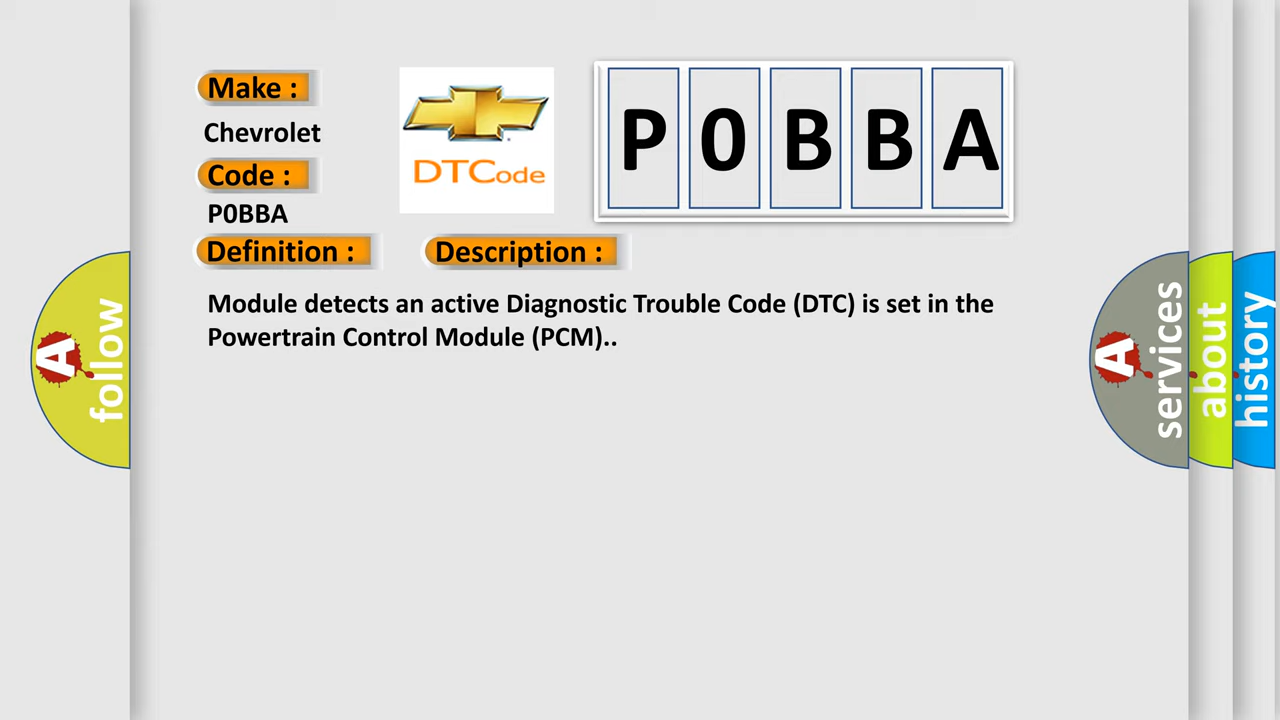 Make :
Chevrolet
Code :
P0BBA
DTCode
P0BBA
Definition :
Description :
Module detects an active Diagnostic Trouble Code (DTC) is set in the
Powertrain Control Module (PCM)..
A
follow
A
services
about
history